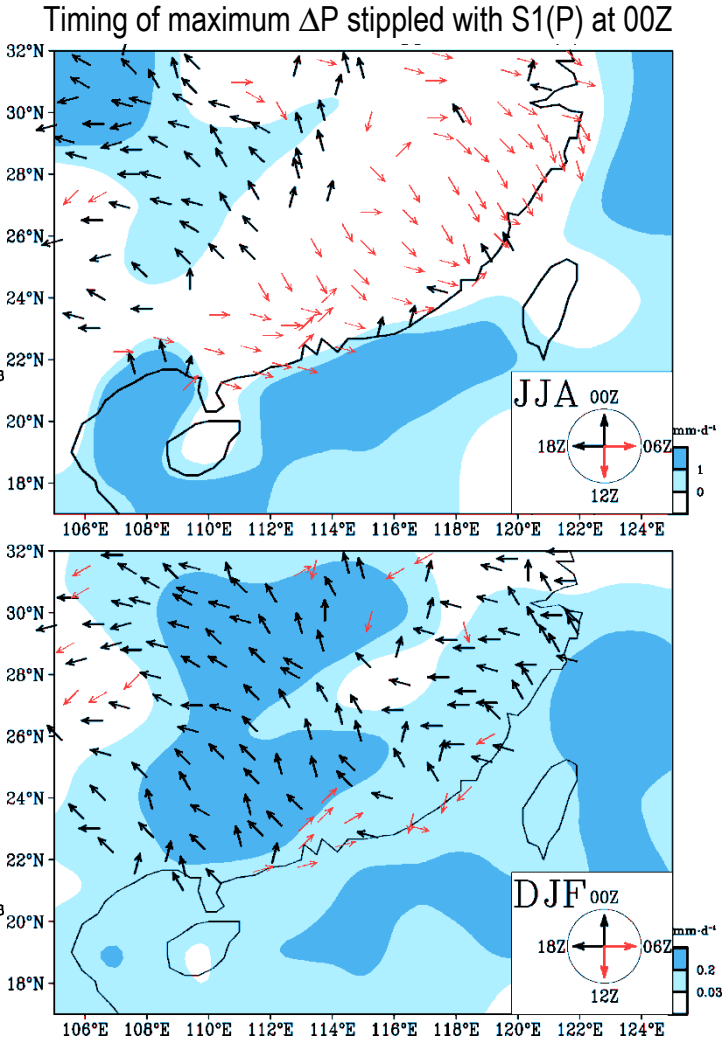 Timing of maximum ΔP stippled with S1(P) at 00Z
32°N
30°N
28°N
26°N
24°N
22°N
20°N
18°N
JJA
00Z
18Z
06Z
12Z
mm·d⁻¹
1
0
106°E 108°E 110°E 112°E 114°E 116°E 118°E 120°E 122°E 124°E
32°N
30°N
28°N
26°N
24°N
22°N
20°N
18°N
DJF
00Z
18Z
06Z
12Z
mm·d⁻¹
0.2
0.03
106°E 108°E 110°E 112°E 114°E 116°E 118°E 120°E 122°E 124°E